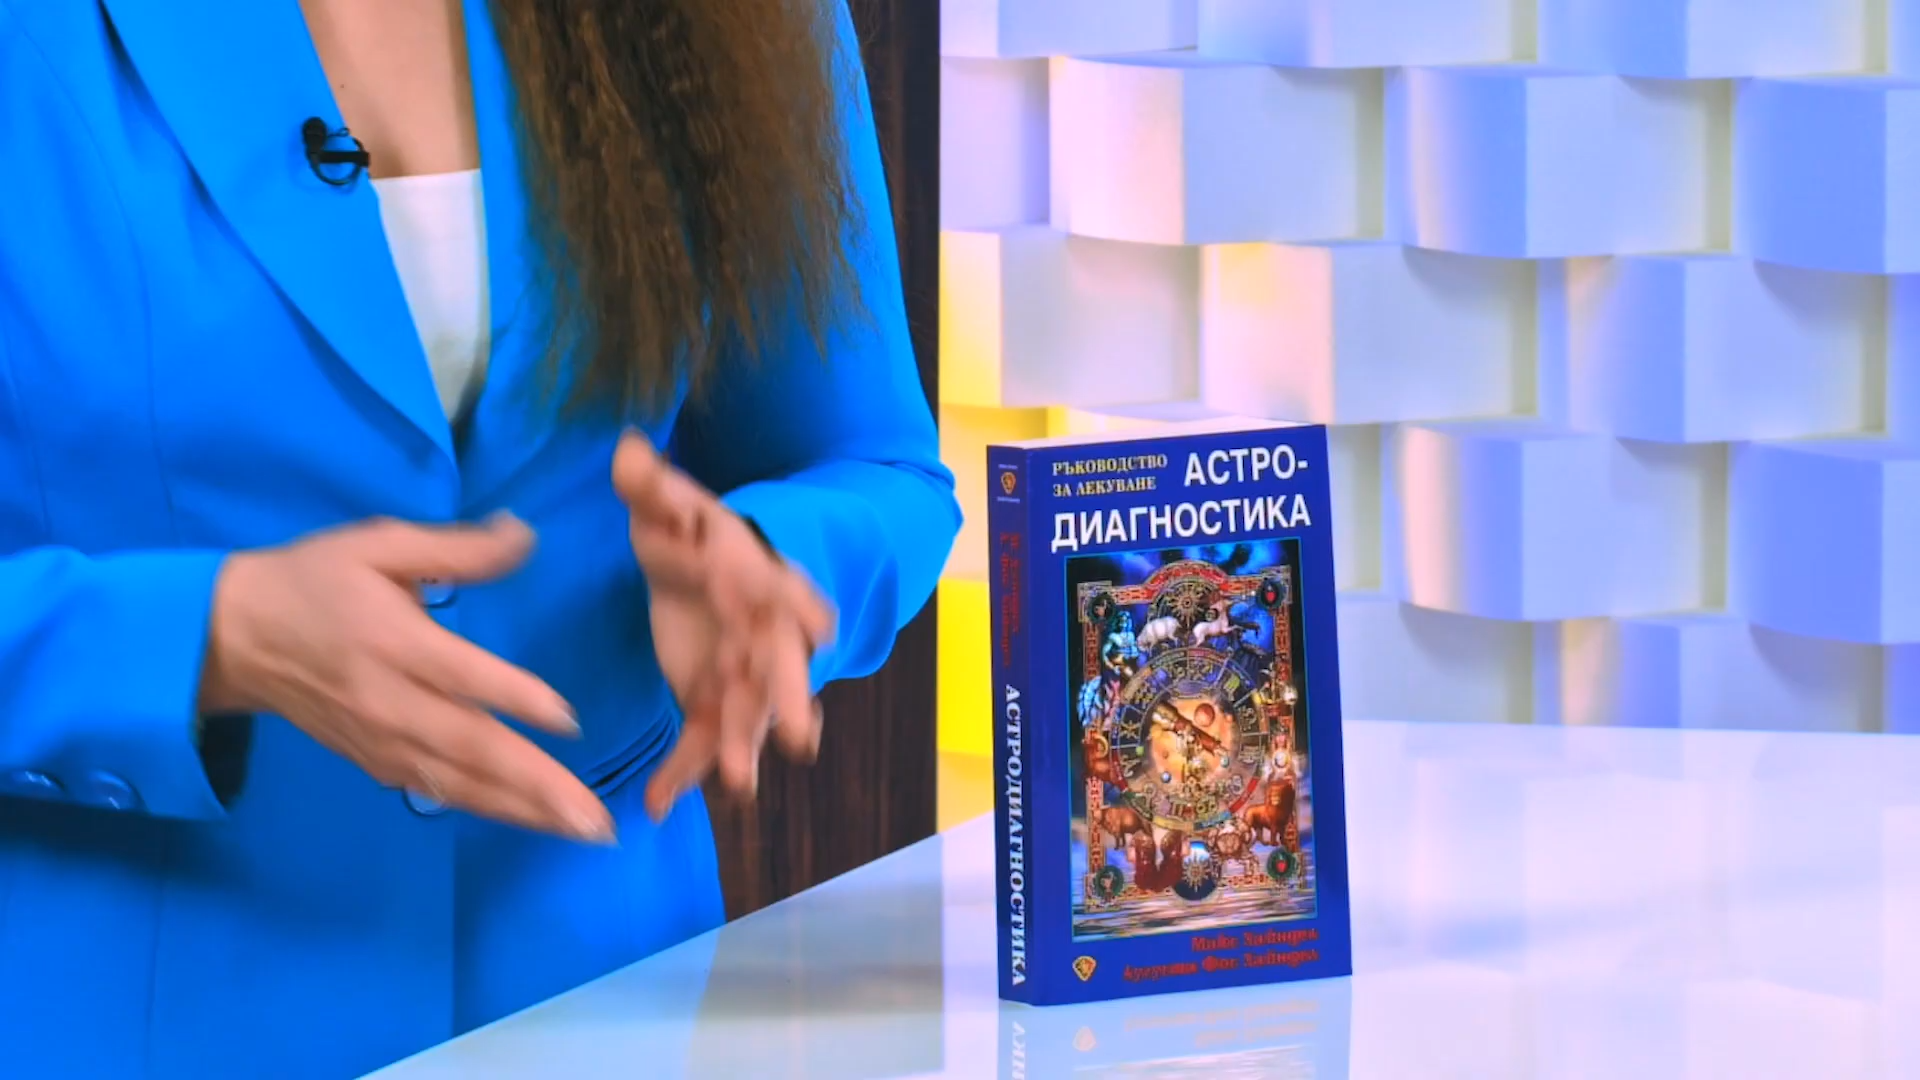 РЪКОВОДСТВО
ЗА ЛЕКУВАНЕ
АСТРО-
ДИАГНОСТИКА
Макс Хайндел
Аугуста Фос Хайндел
АСТРОДИАГНОСТИКА